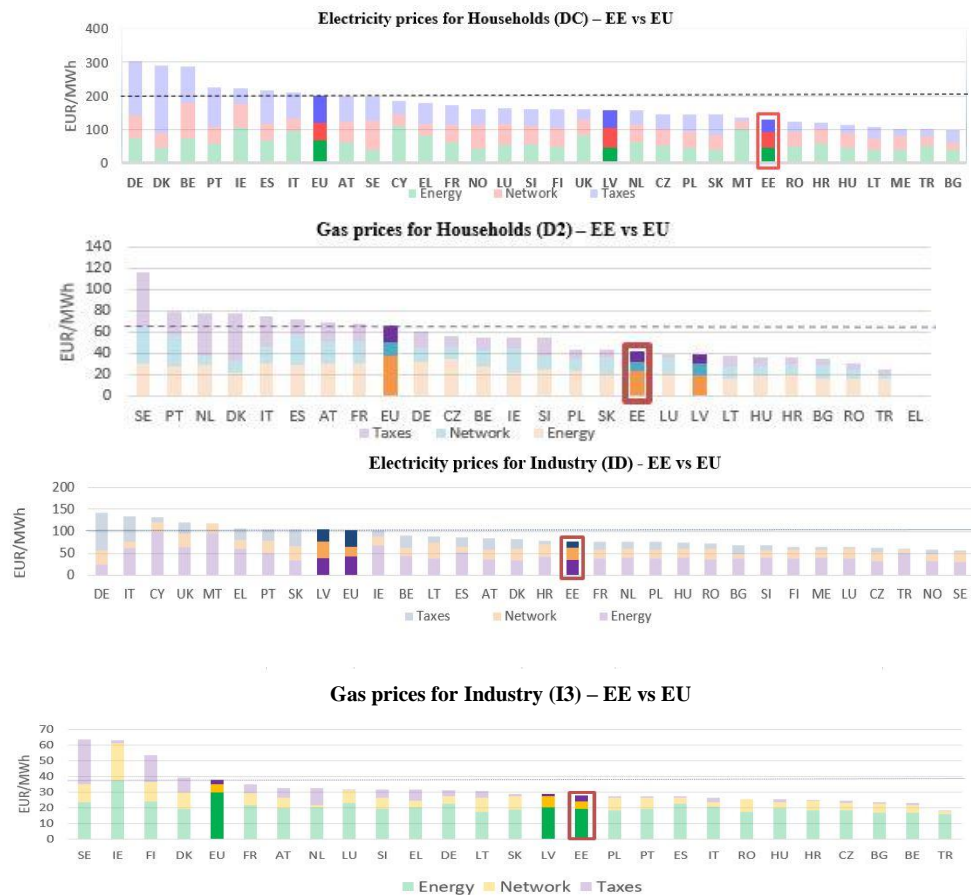 Electricity prices for Households (DC) – EE vs EU
400
300
200
100
0
EUR/MWh
DE DK BE PT IE ES IT EU AT SE CY EL FR NO LU SI FI UK LV NL CZ PL SK MT EE RO HR HU LT ME TR BG
Energy Network Taxes
Gas prices for Households (D2) – EE vs EU
140
120
100
80
60
40
20
0
EUR/MWh
SE PT NL DK IT ES AT FR EU DE CZ BE IE SI PL SK EE LU LV LT HU HR BG RO TR EL
Taxes Network Energy
Electricity prices for Industry (ID) - EE vs EU
200
150
100
50
0
EUR/MWh
DE IT CY UK MT EL PT SK LV EU IE BE LT ES AT DK HR EE FR NL PL HU RO BG SI FI ME LU CZ TR NO SE
Taxes Network Energy
Gas prices for Industry (I3) – EE vs EU
70
60
50
40
30
20
10
0
EUR/MWh
SE IE FI DK EU FR AT NL LU SI EL DE LT SK LV EE PL PT ES IT RO HU HR CZ BG BE TR
Energy Network Taxes